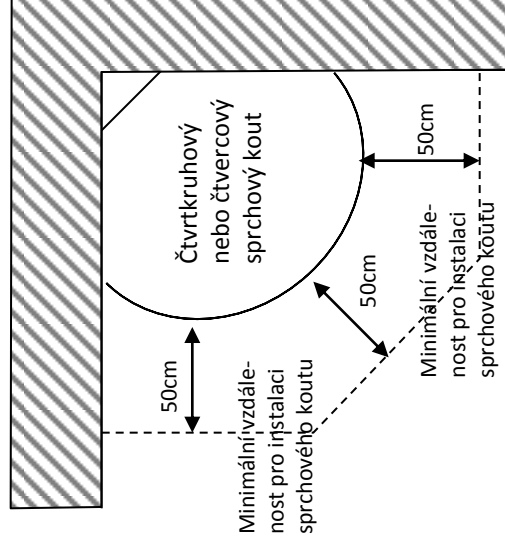 Čtvrtkruhový
nebo čtvercový
sprchový kout
50cm
50cm
50cm
Minimální vzdále-
nost pro instalaci
sprchového koutu
Minimální vzdále-
nost pro instalaci
sprchového koutu